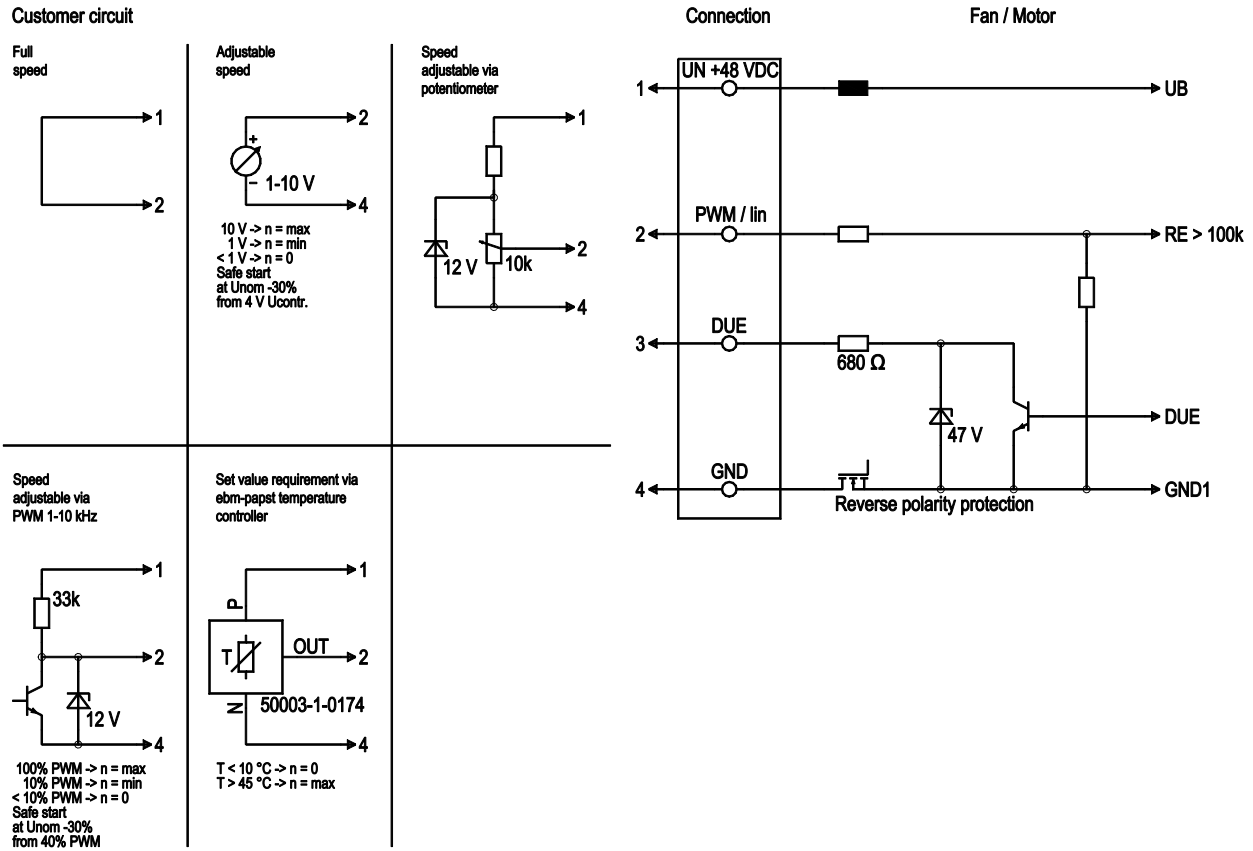 Customer circuit
Full
speed
1
2
Adjustable
speed
2
+
–
1-10 V
4
10 V -> n = max
1 V -> n = min
< 1 V -> n = 0
Safe start
at Unom -30%
from 4 V Ucontr.
Speed
adjustable via
potentiometer
1
12 V
10k
2
4
Speed
adjustable via
PWM 1-10 kHz
1
33k
2
12 V
4
100% PWM -> n = max
10% PWM -> n = min
< 10% PWM -> n = 0
Safe start
at Unom -30%
from 40% PWM
Set value requirement via
ebm-papst temperature
controller
1
P
T
OUT
2
N
50003-1-0174
4
T < 10 °C -> n = 0
T > 45 °C -> n = max
Connection
Fan / Motor
1
UN +48 VDC
UB
2
PWM / lin
RE > 100k
3
DUE
680 Ω
47 V
DUE
4
GND
GND1
Reverse polarity protection